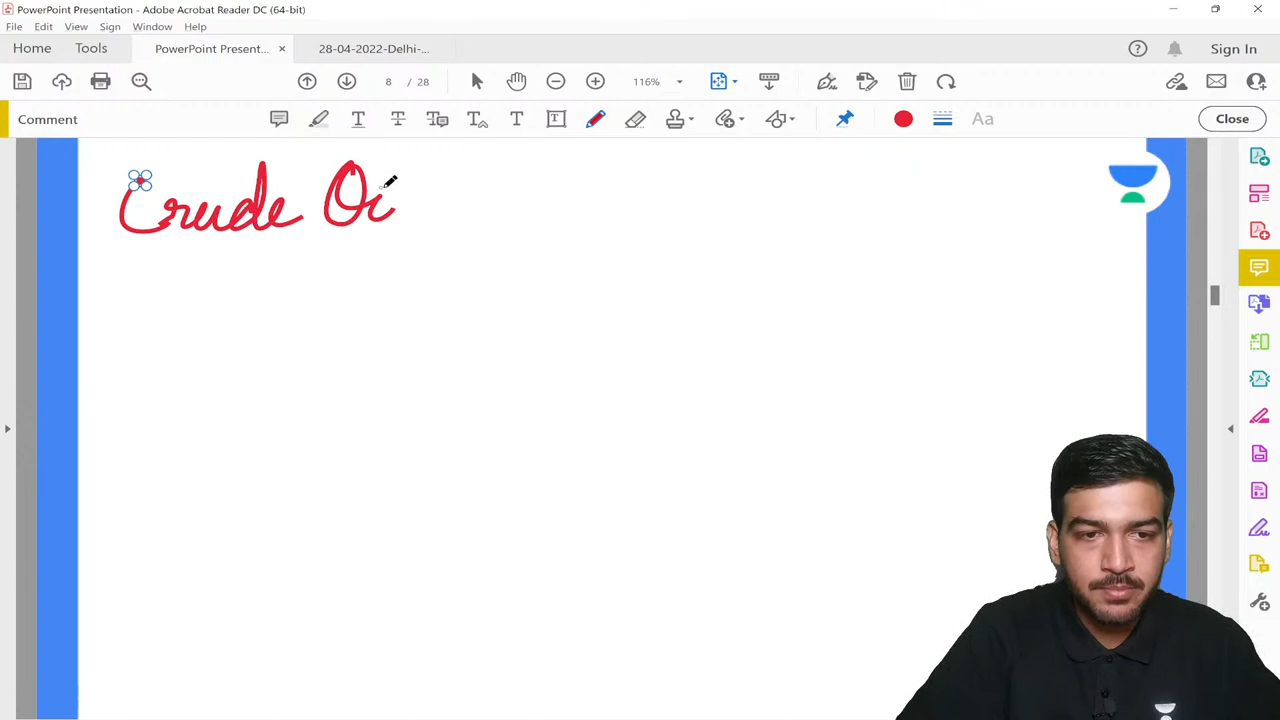 PowerPoint Presentation - Adobe Acrobat Reader DC (64-bit)
File Edit View Sign Window Help
Home Tools PowerPoint Present... × 28-04-2022-Delhi-... Sign In
8 / 28 116%
Comment Aa Close
Crude Oi